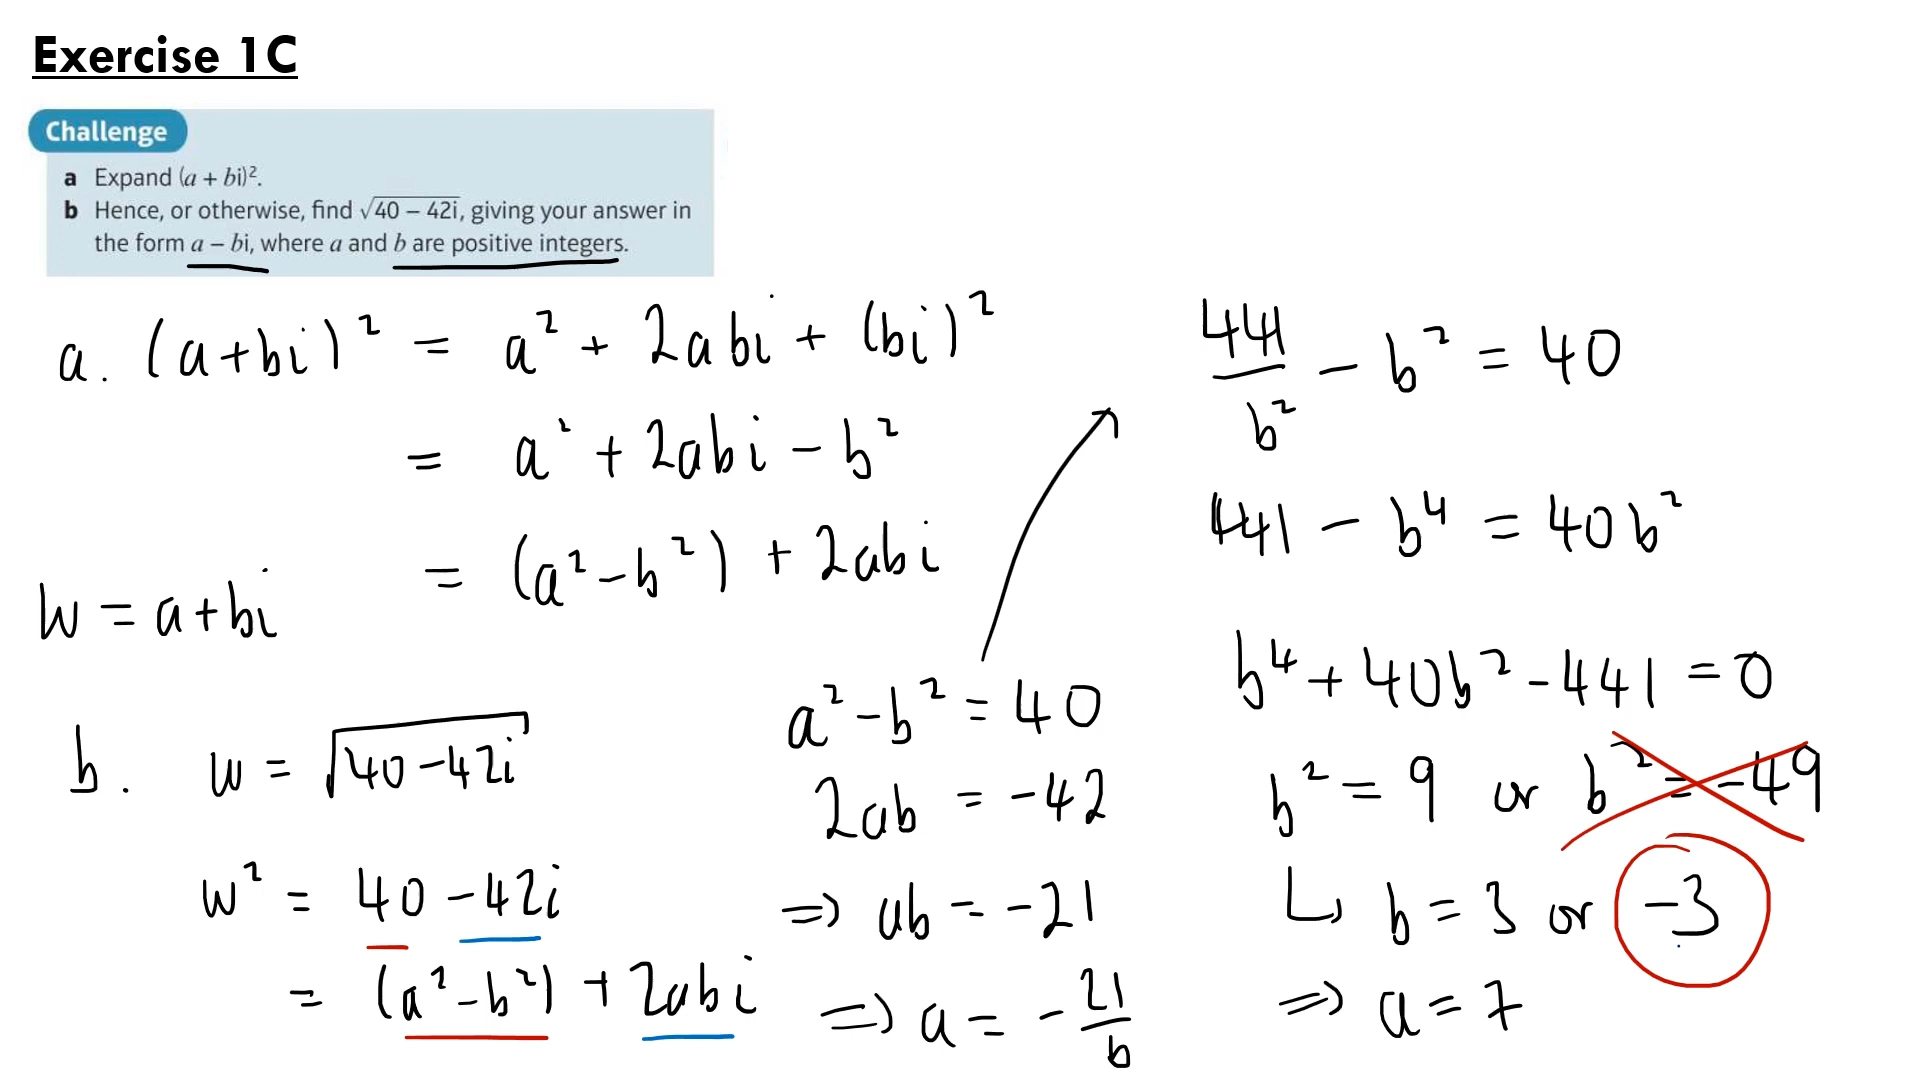 Exercise 1C
Challenge
a Expand (a + bi)².
b Hence, or otherwise, find √(40 – 42i), giving your answer in
the form a – bi, where a and b are positive integers.
a. (a+bi)² = a² + 2abi + (bi)²
= a² + 2abi - b²
= (a²-b²) + 2abi
w = a+bi
b. w = √(40-42i)
w² = 40 -42i
= (a²-b²) + 2abi
a²-b² = 40
2ab = -42
=> ab = -21
=> a = -21/b
441/b² - b² = 40
441 - b⁴ = 40b²
b⁴ + 40b² - 441 = 0
b² = 9 or b² = -49
↳ b = 3 or -3
=> a = 7